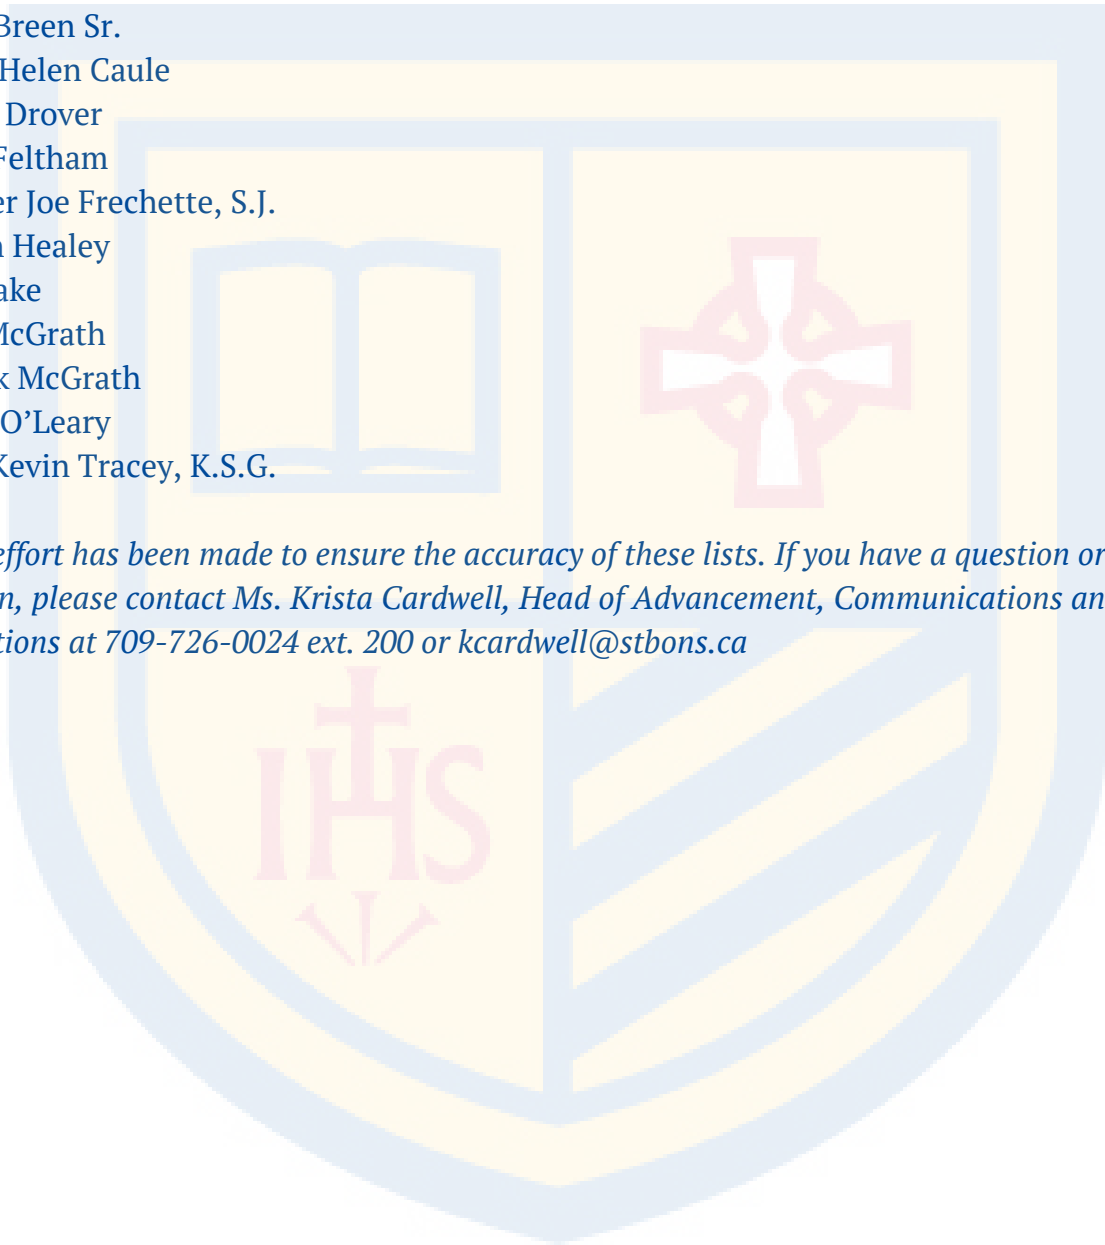 Breen Sr.
Helen Caule
Drover
Feltham
er Joe Frechette, S.J.
Healey
ake
McGrath
k McGrath
O’Leary
Kevin Tracey, K.S.G.
effort has been made to ensure the accuracy of these lists. If you have a question or
n, please contact Ms. Krista Cardwell, Head of Advancement, Communications an
tions at 709-726-0024 ext. 200 or kcardwell@stbons.ca
IHS